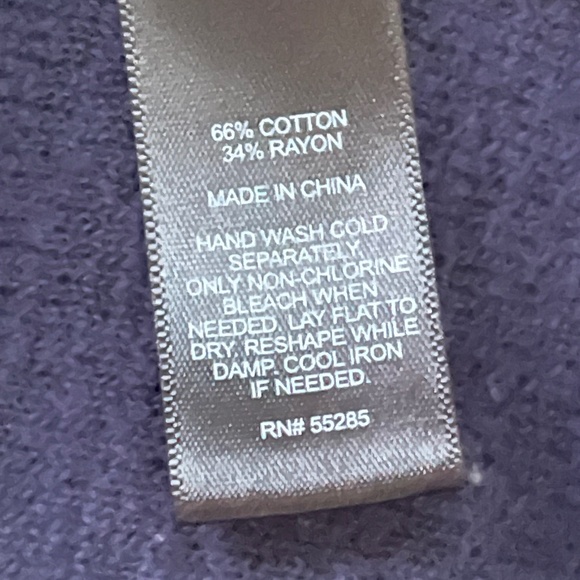 66% COTTON
34% RAYON
MADE IN CHINA
HAND WASH COLD
SEPARATELY
ONLY NON-CHLORINE
BLEACH WHEN
NEEDED. LAY FLAT TO
DRY. RESHAPE WHILE
DAMP. COOL IRON
IF NEEDED.
RN# 55285